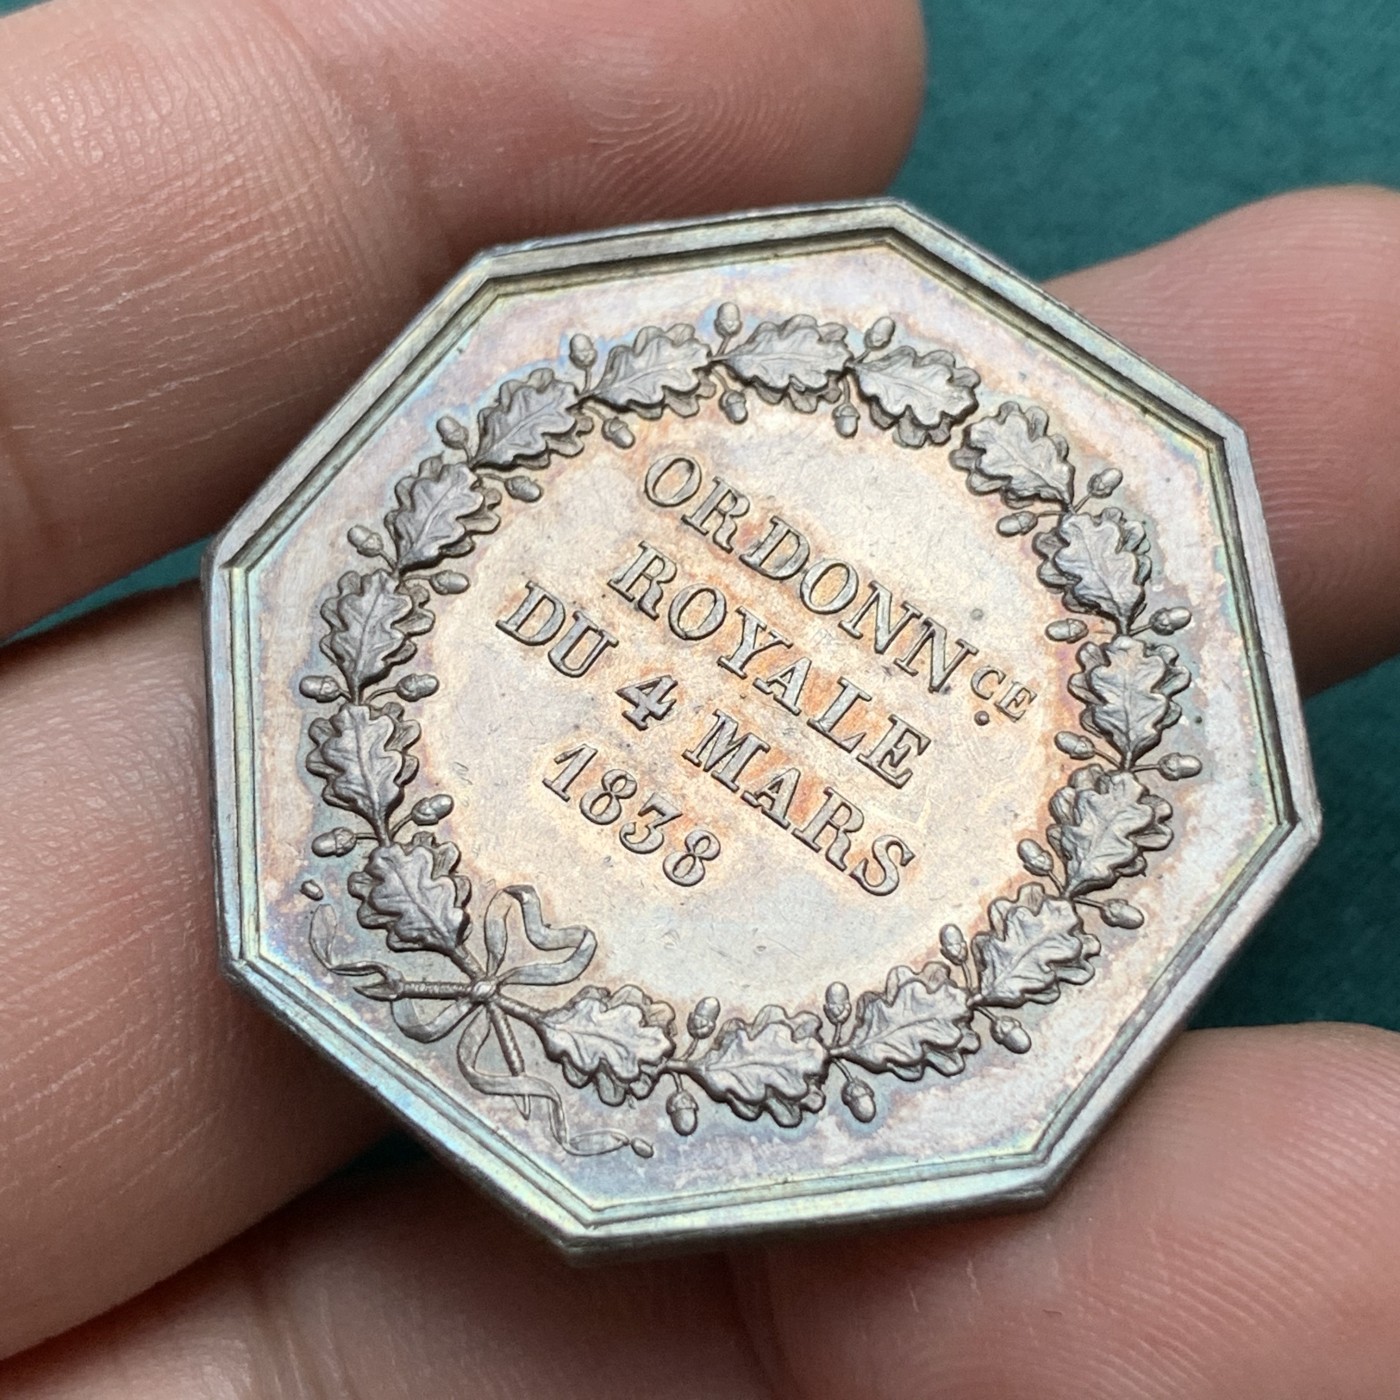 ORDONNCE.
ROYALE
DU 4 MARS
1838